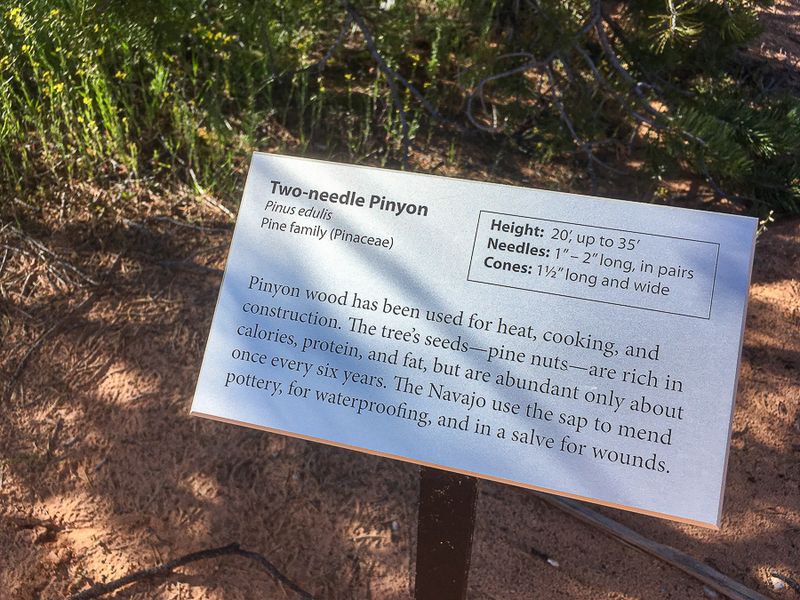 Two-needle Pinyon
Pinus edulis
Pine family (Pinaceae)
Height: 20’, up to 35’
Needles: 1” – 2” long, in pairs
Cones: 1½” long and wide
Pinyon wood has been used for heat, cooking, and
construction. The tree’s seeds—pine nuts—are rich in
calories, protein, and fat, but are abundant only about
once every six years. The Navajo use the sap to mend
pottery, for waterproofing, and in a salve for wounds.